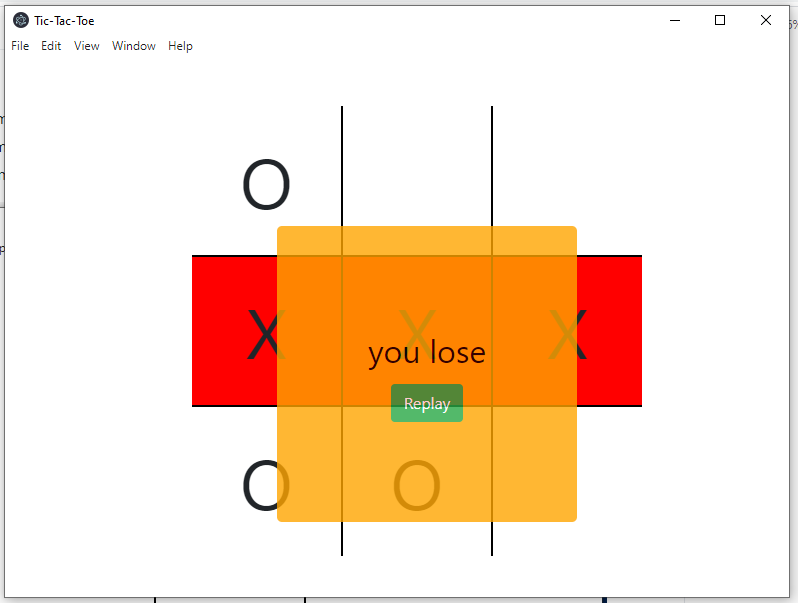 Tic-Tac-Toe
File Edit View Window Help
O
X X X
you lose
Replay
O O